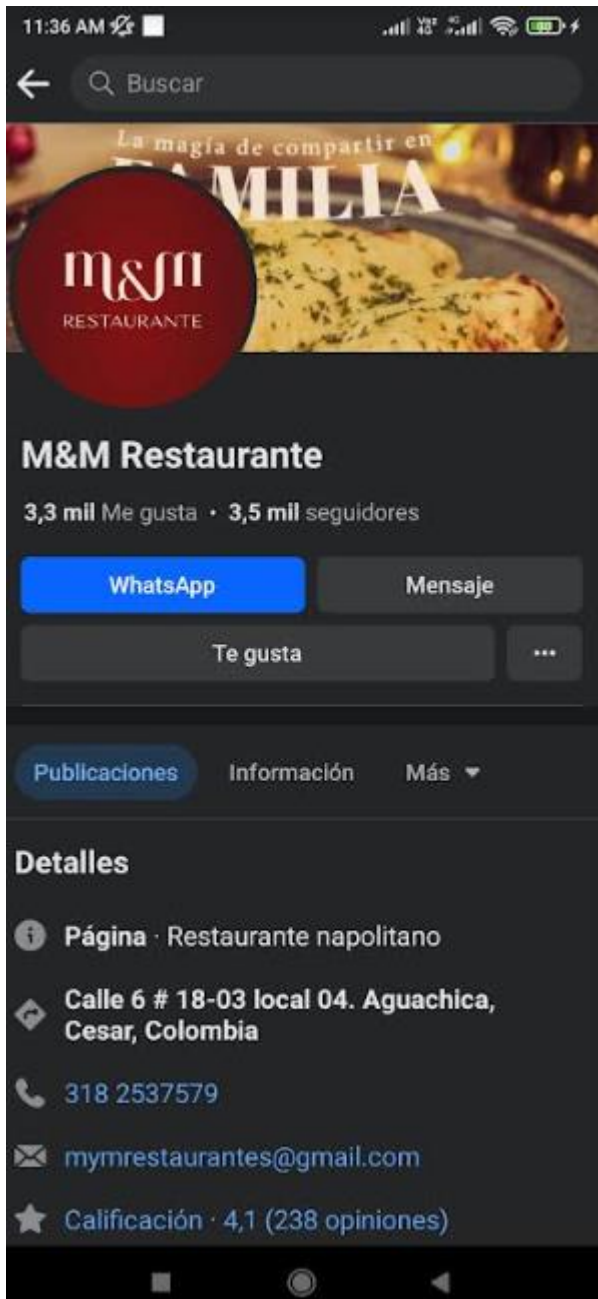 11:36 AM
Buscar
La magia de compartir en
FAMILIA
M&M
RESTAURANTE
M&M Restaurante
3,3 mil Me gusta · 3,5 mil seguidores
WhatsApp
Mensaje
Te gusta
Publicaciones
Información
Más
Detalles
Página · Restaurante napolitano
Calle 6 # 18-03 local 04. Aguachica,
Cesar, Colombia
318 2537579
mymrestaurantes@gmail.com
Calificación · 4,1 (238 opiniones)